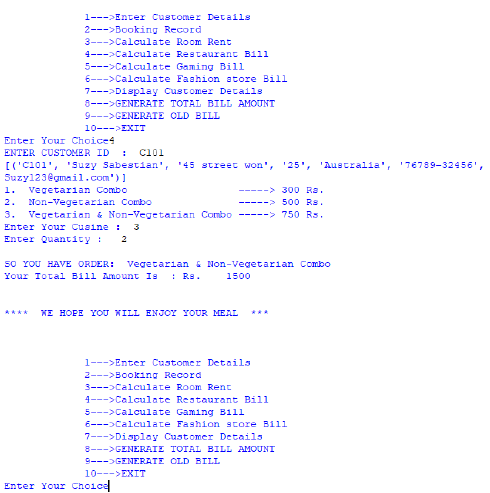 1--->Enter Customer Details
2--->Booking Record
3--->Calculate Room Rent
4--->Calculate Restaurant Bill
5--->Calculate Gaming Bill
6--->Calculate Fashion store Bill
7--->Display Customer Details
8--->GENERATE TOTAL BILL AMOUNT
9--->GENERATE OLD BILL
10--->EXIT
Enter Your Choice4
ENTER CUSTOMER ID  :  C101
[('C101', 'Suzy Sabestian', '45 street won', '25', 'Australia', '76789-32456', '
Suzy123@gmail.com')]
1.  Vegetarian Combo                  -----> 300 Rs.
2.  Non-Vegetarian Combo              -----> 500 Rs.
3.  Vegetarian & Non-Vegetarian Combo -----> 750 Rs.
Enter Your Cusine :  3
Enter Quantity :   2
SO YOU HAVE ORDER:  Vegetarian & Non-Vegetarian Combo
Your Total Bill Amount Is  : Rs.    1500
****  WE HOPE YOU WILL ENJOY YOUR MEAL  ***
1--->Enter Customer Details
2--->Booking Record
3--->Calculate Room Rent
4--->Calculate Restaurant Bill
5--->Calculate Gaming Bill
6--->Calculate Fashion store Bill
7--->Display Customer Details
8--->GENERATE TOTAL BILL AMOUNT
9--->GENERATE OLD BILL
10--->EXIT
Enter Your Choice